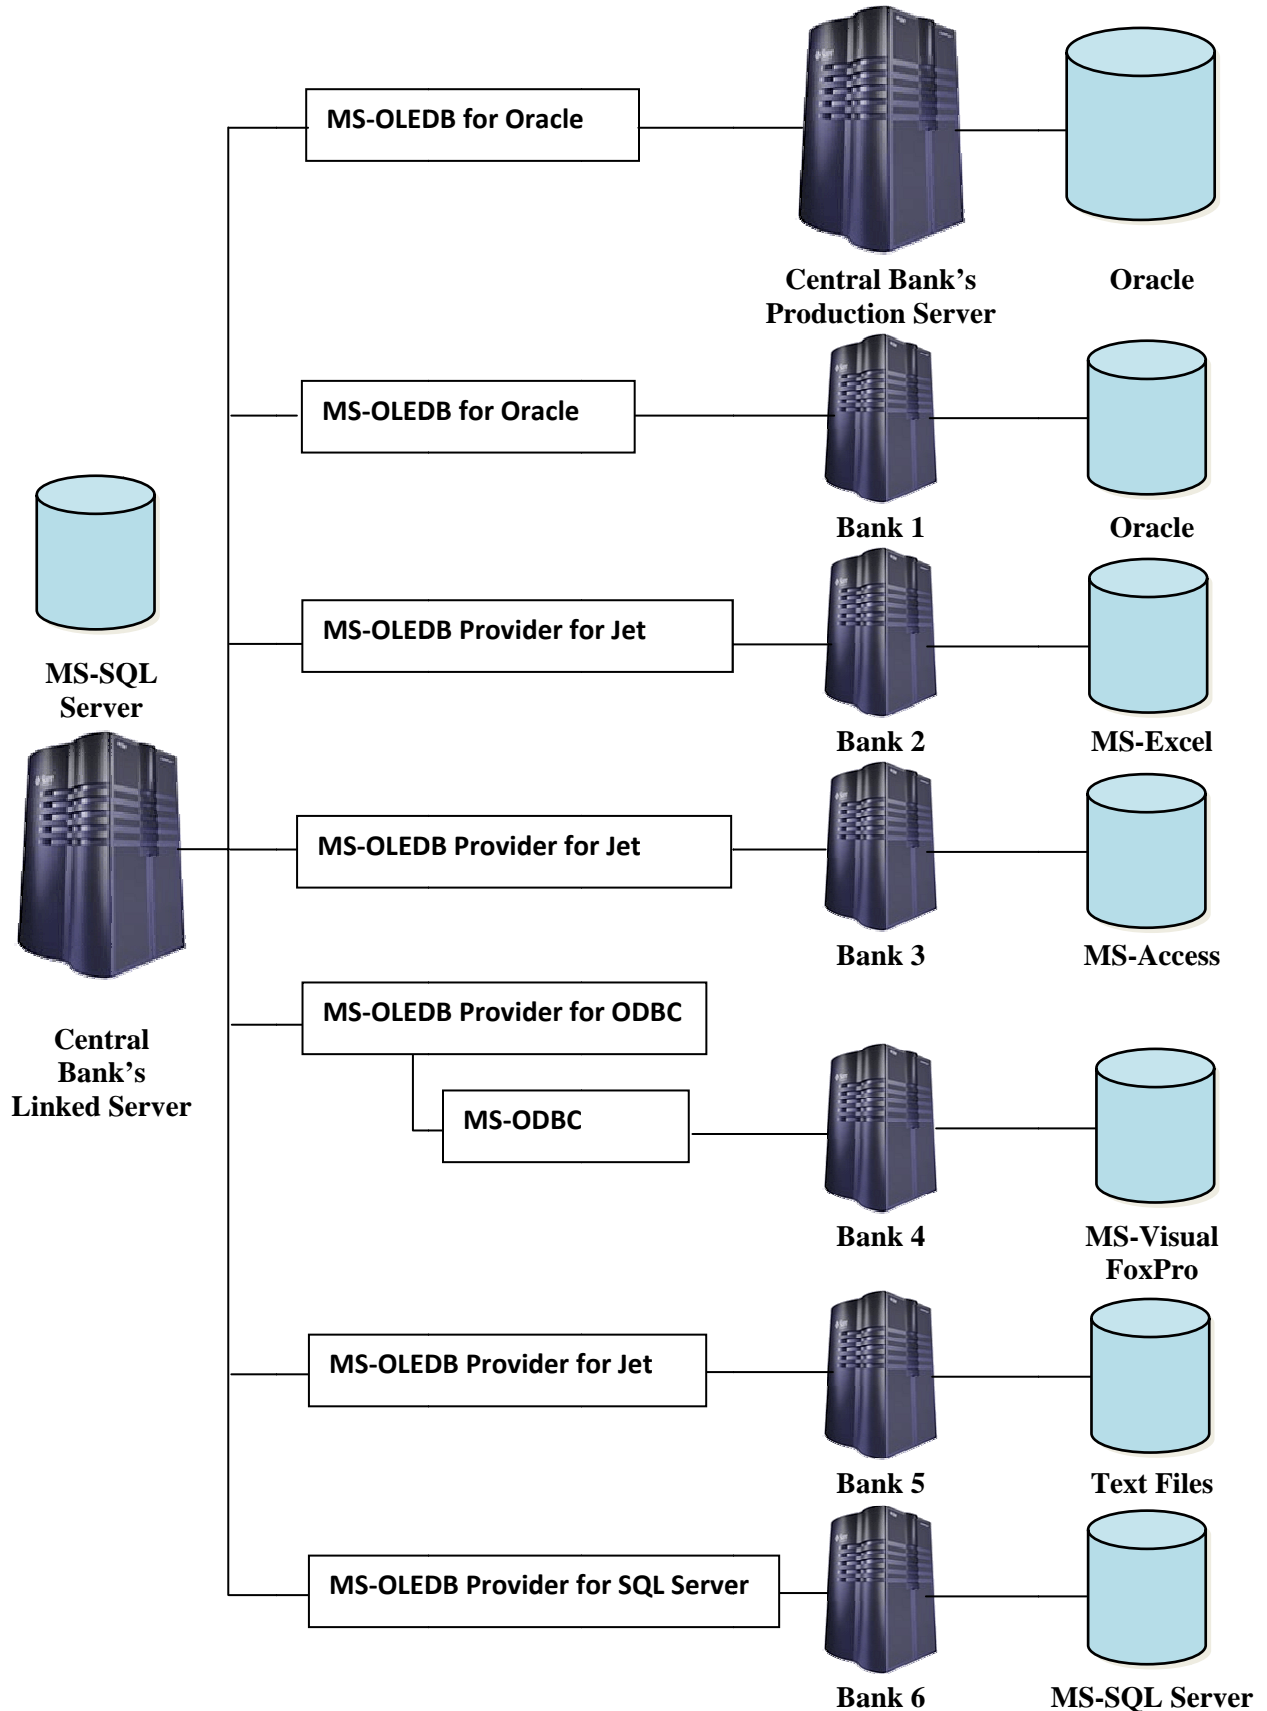 MS-OLEDB for Oracle
Central Bank’s
Production Server
Oracle
MS-OLEDB for Oracle
Bank 1
Oracle
MS-SQL
Server
MS-OLEDB Provider for Jet
Bank 2
MS-Excel
MS-OLEDB Provider for Jet
Bank 3
MS-Access
Central
Bank’s
Linked Server
MS-OLEDB Provider for ODBC
MS-ODBC
Bank 4
MS-Visual
FoxPro
MS-OLEDB Provider for Jet
Bank 5
Text Files
MS-OLEDB Provider for SQL Server
Bank 6
MS-SQL Server